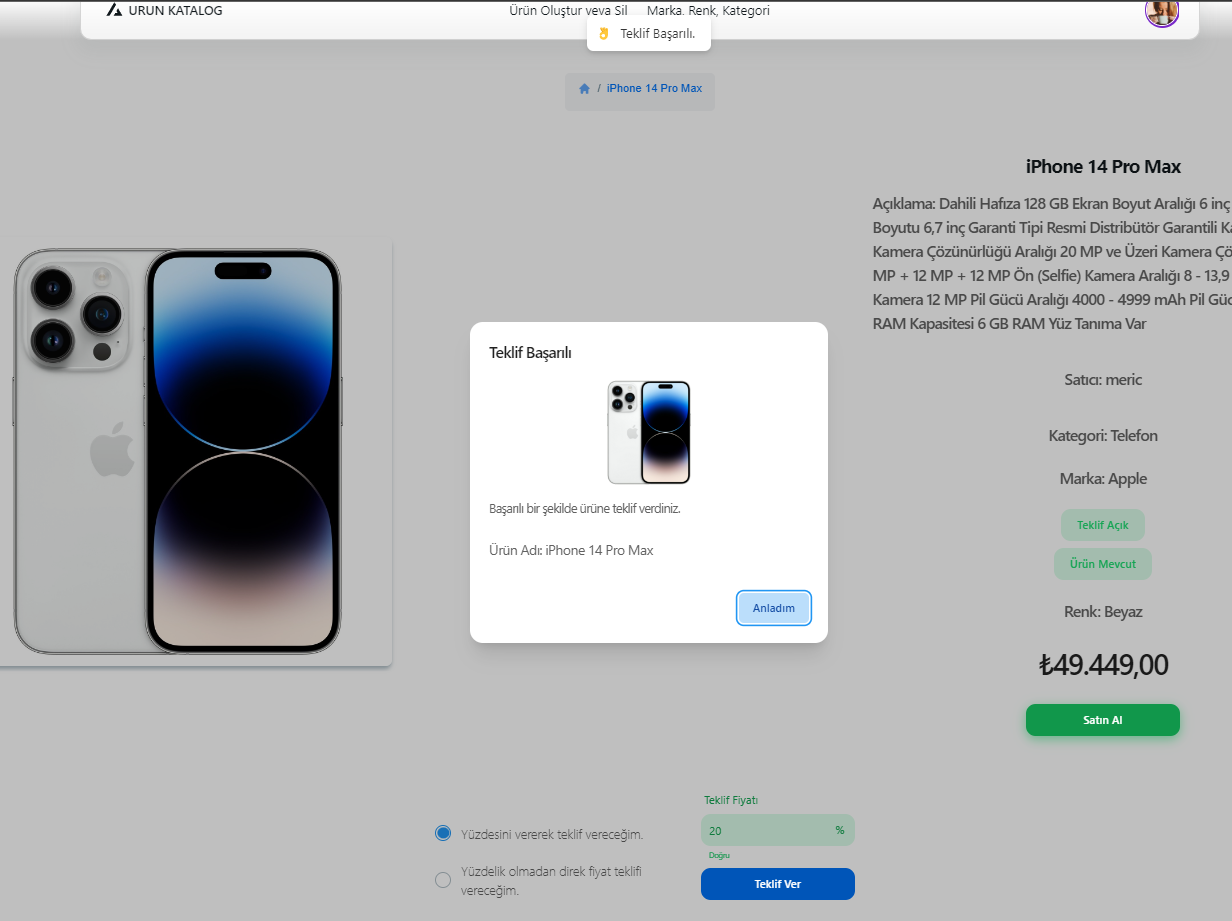 URUN KATALOG
Ürün Oluştur veya Sil
Marka. Renk, Kategori
Teklif Başarılı.
/ iPhone 14 Pro Max
iPhone 14 Pro Max
Açıklama: Dahili Hafıza 128 GB Ekran Boyut Aralığı 6 inç
Boyutu 6,7 inç Garanti Tipi Resmi Distribütör Garantili
Kamera Çözünürlüğü Aralığı 20 MP ve Üzeri Kamera
MP + 12 MP + 12 MP Ön (Selfie) Kamera Aralığı 8 - 13,9
Kamera 12 MP Pil Gücü Aralığı 4000 - 4999 mAh Pil
RAM Kapasitesi 6 GB RAM Yüz Tanıma Var
Satıcı: meric
Kategori: Telefon
Marka: Apple
Teklif Açık
Ürün Mevcut
Renk: Beyaz
₺49.449,00
Satın Al
Teklif Başarılı
Başarılı bir şekilde ürüne teklif verdiniz.
Ürün Adı: iPhone 14 Pro Max
Anladım
Yüzdesini vererek teklif vereceğim.
Yüzdelik olmadan direk fiyat teklifi
vereceğim.
Teklif Fiyatı
20 %
Doğru
Teklif Ver